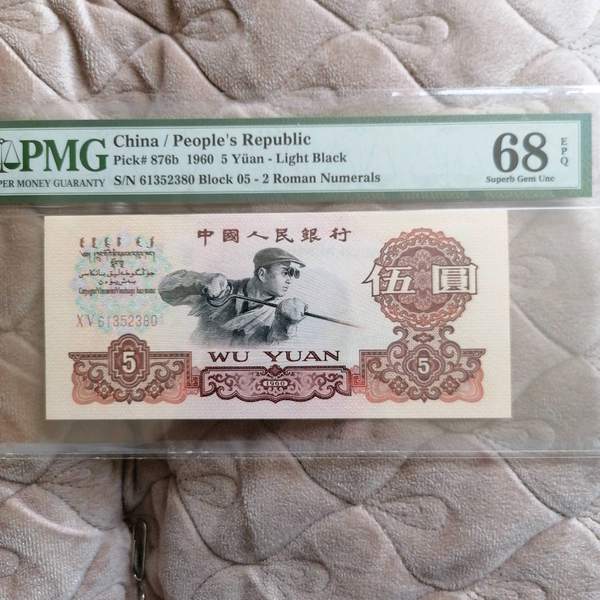 PMG
PER MONEY GUARANTY
China / People's Republic
Pick# 876b 1960 5 Yüan - Light Black
S/N 61352380 Block 05 - 2 Roman Numerals
68
EPQ
Superb Gem Unc
中國人民銀行
伍圓
XV 61352380
5
WU YUAN
5
1960